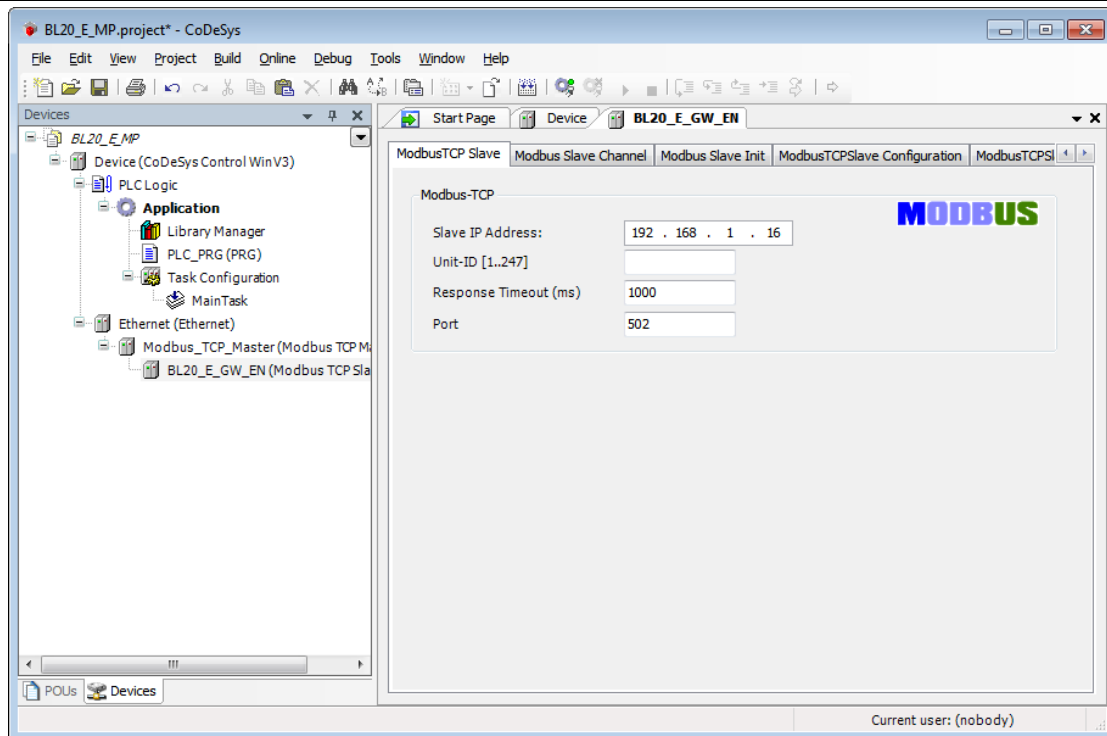 BL20_E_MP.project* - CoDeSys
File Edit View Project Build Online Debug Tools Window Help
Devices
BL20_E_MP
Device (CoDeSys Control Win V3)
PLC Logic
Application
Library Manager
PLC_PRG (PRG)
Task Configuration
MainTask
Ethernet (Ethernet)
Modbus_TCP_Master (Modbus TCP Ma
BL20_E_GW_EN (Modbus TCP Sla
POUs Devices
Start Page Device BL20_E_GW_EN
ModbusTCP Slave Modbus Slave Channel Modbus Slave Init ModbusTCPSlave Configuration ModbusTCPSl
Modbus-TCP
MODBUS
Slave IP Address: 192 . 168 . 1 . 16
Unit-ID [1..247]
Response Timeout (ms) 1000
Port 502
Current user: (nobody)